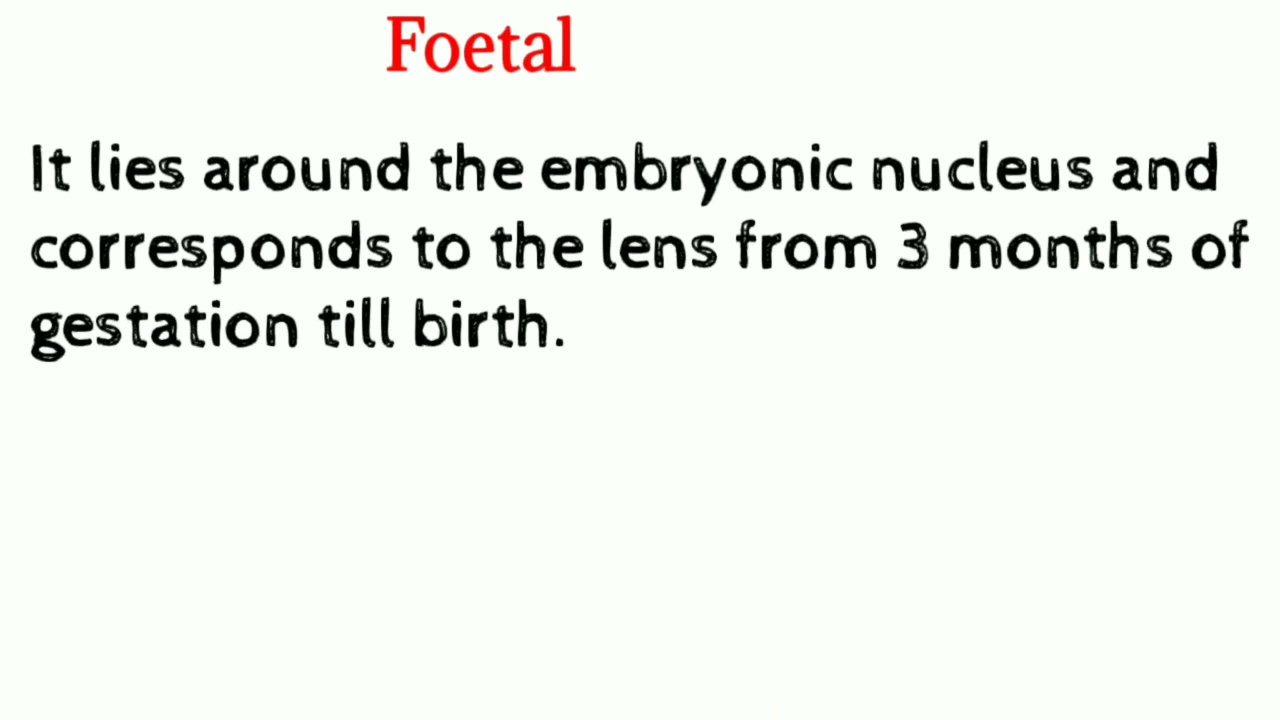 Foetal
It lies around the embryonic nucleus and
corresponds to the lens from 3 months of
gestation till birth.